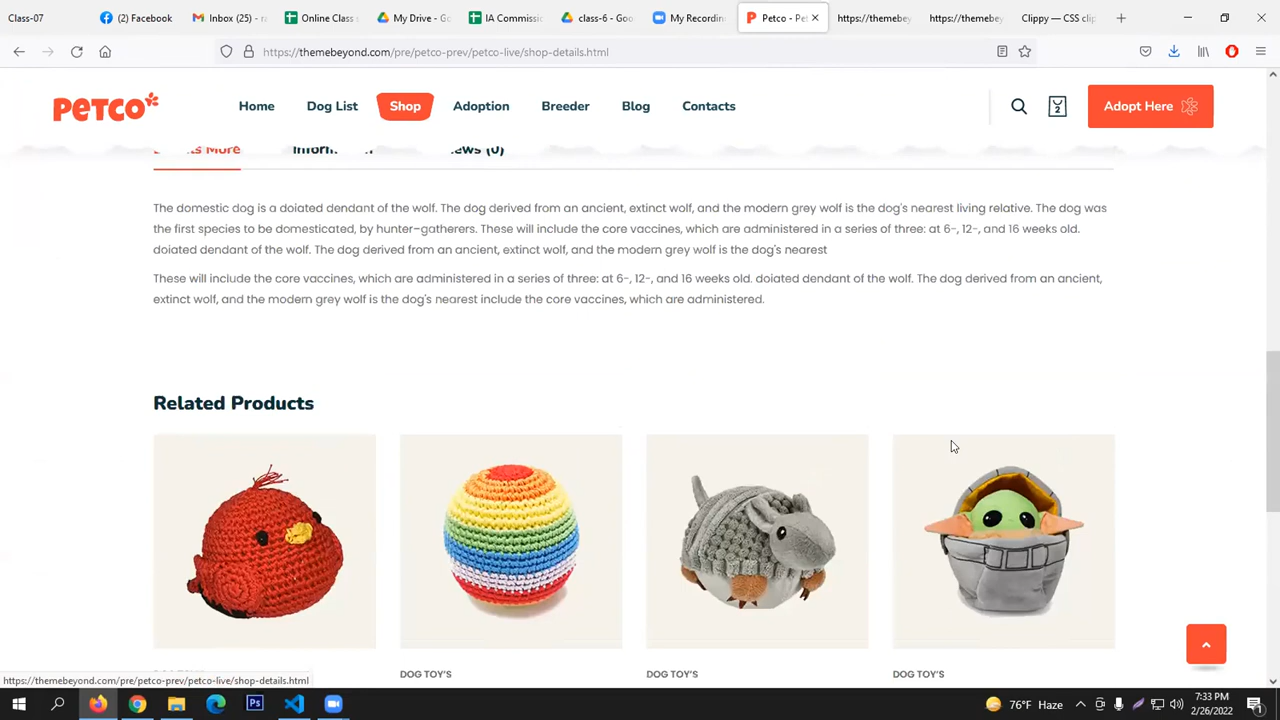 Class-07
(2) Facebook
Inbox (25) - r
Online Class
My Drive - Go
IA Commissio
class-6 - Goo
My Recordin
Petco - Pet
https://themebey
https://themebey
Clippy — CSS clip
https://themebeyond.com/pre/petco-prev/petco-live/shop-details.html
PETCO
Home
Dog List
Shop
Adoption
Breeder
Blog
Contacts
2
Adopt Here
More
(0)
The domestic dog is a doiated dendant of the wolf. The dog derived from an ancient, extinct wolf, and the modern grey wolf is the dog's nearest living relative. The dog was
the first species to be domesticated, by hunter–gatherers. These will include the core vaccines, which are administered in a series of three: at 6-, 12-, and 16 weeks old.
doiated dendant of the wolf. The dog derived from an ancient, extinct wolf, and the modern grey wolf is the dog's nearest
These will include the core vaccines, which are administered in a series of three: at 6-, 12-, and 16 weeks old. doiated dendant of the wolf. The dog derived from an ancient,
extinct wolf, and the modern grey wolf is the dog's nearest include the core vaccines, which are administered.
Related Products
DOG TOY'S
DOG TOY'S
DOG TOY'S
https://themebeyond.com/pre/petco-prev/petco-live/shop-details.html
76°F Haze
7:33 PM
2/26/2022